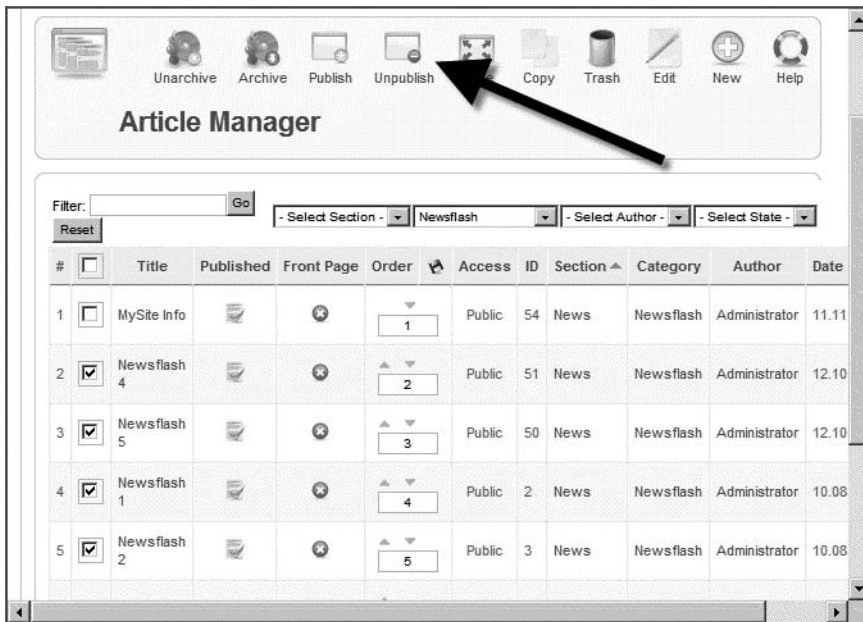 Unarchive Archive Publish Unpublish Copy Trash Edit New Help
Article Manager
Filter: Go - Select Section - Newsflash - Select Author - - Select State -
Reset
# Title Published Front Page Order Access ID Section Category Author Date
1 MySite Info 1 Public 54 News Newsflash Administrator 11.11
2 Newsflash 4 2 Public 51 News Newsflash Administrator 12.10
3 Newsflash 5 3 Public 50 News Newsflash Administrator 12.10
4 Newsflash 1 4 Public 2 News Newsflash Administrator 10.08
5 Newsflash 2 5 Public 3 News Newsflash Administrator 10.08